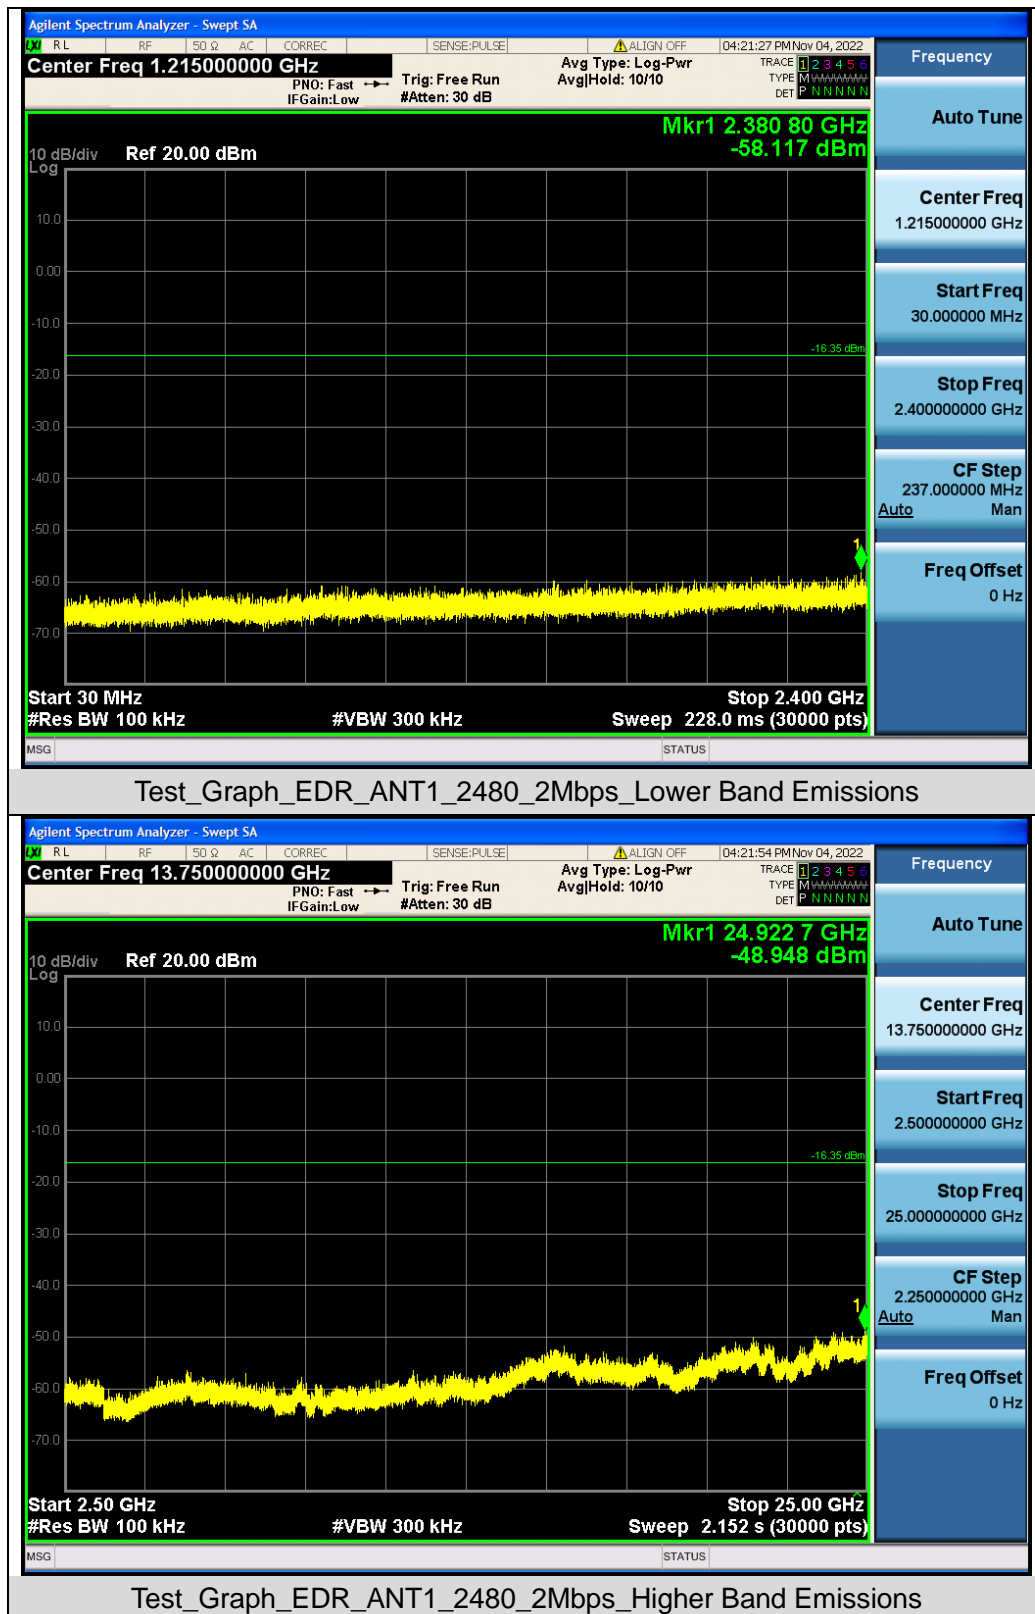 Agilent Spectrum Analyzer - Swept SA
LXI RL RF 50 Ω AC CORREC SENSE:PULSE ALIGN OFF 04:21:27 PM Nov 04, 2022
Center Freq 1.215000000 GHz
PNO: Fast
IFGain:Low
Trig: Free Run
#Atten: 30 dB
Avg Type: Log-Pwr
Avg|Hold: 10/10
TRACE 1 2 3 4 5 6
TYPE M WWWWW
DET P N N N N N
Mkr1 2.380 80 GHz
-58.117 dBm
10 dB/div Ref 20.00 dBm
Log
10.0
0.00
-10.0
-16.35 dBm
-20.0
-30.0
-40.0
-50.0
1
-60.0
-70.0
Start 30 MHz Stop 2.400 GHz
#Res BW 100 kHz #VBW 300 kHz Sweep 228.0 ms (30000 pts)
MSG STATUS
Frequency
Auto Tune
Center Freq
1.215000000 GHz
Start Freq
30.000000 MHz
Stop Freq
2.400000000 GHz
CF Step
237.000000 MHz
Auto Man
Freq Offset
0 Hz
Test_Graph_EDR_ANT1_2480_2Mbps_Lower Band Emissions
Agilent Spectrum Analyzer - Swept SA
LXI RL RF 50 Ω AC CORREC SENSE:PULSE ALIGN OFF 04:21:54 PM Nov 04, 2022
Center Freq 13.750000000 GHz
PNO: Fast
IFGain:Low
Trig: Free Run
#Atten: 30 dB
Avg Type: Log-Pwr
Avg|Hold: 10/10
TRACE 1 2 3 4 5 6
TYPE M WWWWW
DET P N N N N N
Mkr1 24.922 7 GHz
-48.948 dBm
10 dB/div Ref 20.00 dBm
Log
10.0
0.00
-10.0
-16.35 dBm
-20.0
-30.0
-40.0
1
-50.0
-60.0
-70.0
Start 2.50 GHz Stop 25.00 GHz
#Res BW 100 kHz #VBW 300 kHz Sweep 2.152 s (30000 pts)
MSG STATUS
Frequency
Auto Tune
Center Freq
13.750000000 GHz
Start Freq
2.500000000 GHz
Stop Freq
25.000000000 GHz
CF Step
2.250000000 GHz
Auto Man
Freq Offset
0 Hz
Test_Graph_EDR_ANT1_2480_2Mbps_Higher Band Emissions